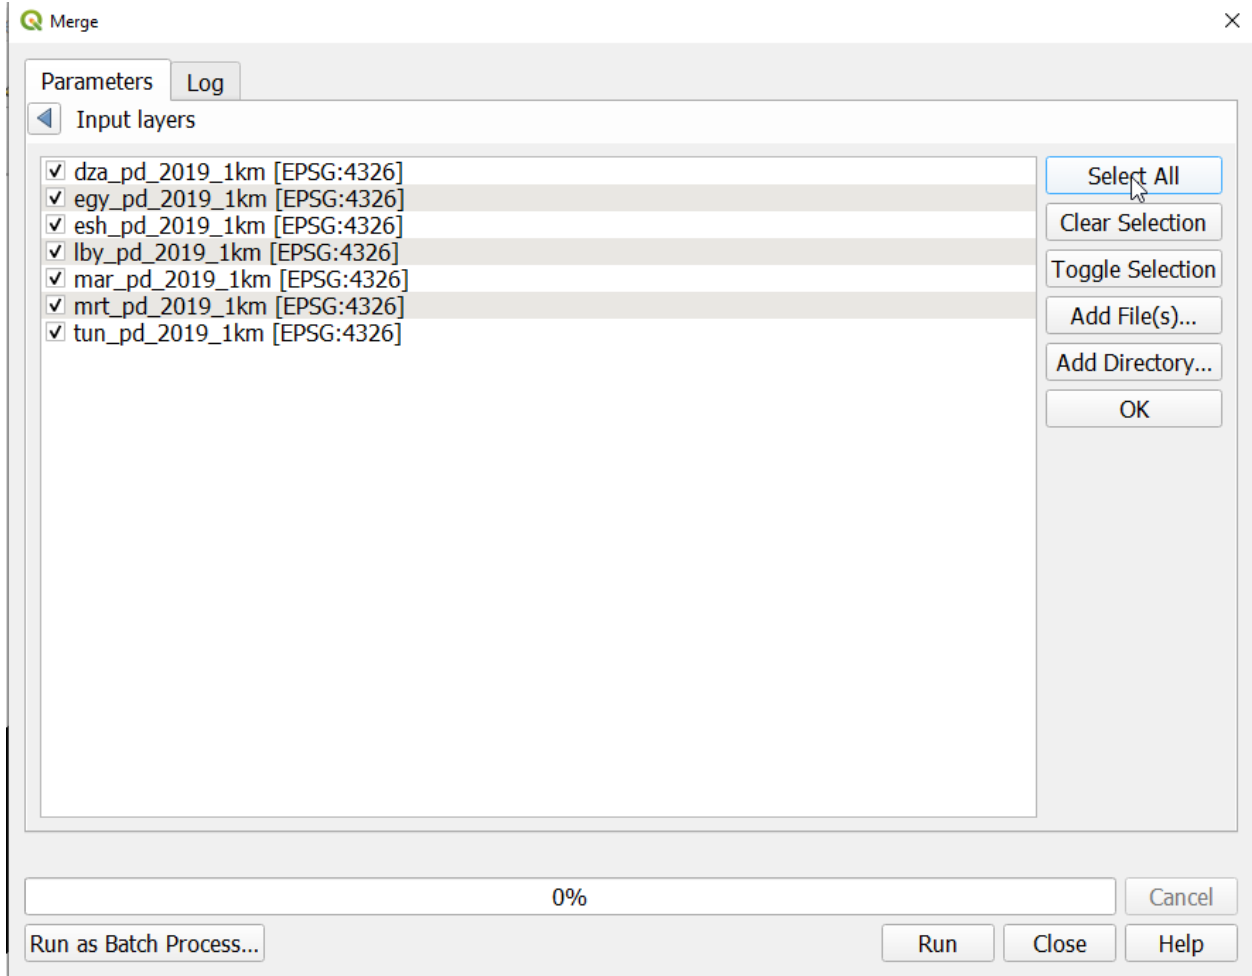 Merge
Parameters
Log
Input layers
dza_pd_2019_1km [EPSG:4326]
egy_pd_2019_1km [EPSG:4326]
esh_pd_2019_1km [EPSG:4326]
lby_pd_2019_1km [EPSG:4326]
mar_pd_2019_1km [EPSG:4326]
mrt_pd_2019_1km [EPSG:4326]
tun_pd_2019_1km [EPSG:4326]
Select All
Clear Selection
Toggle Selection
Add File(s)...
Add Directory...
OK
0%
Cancel
Run as Batch Process...
Run
Close
Help